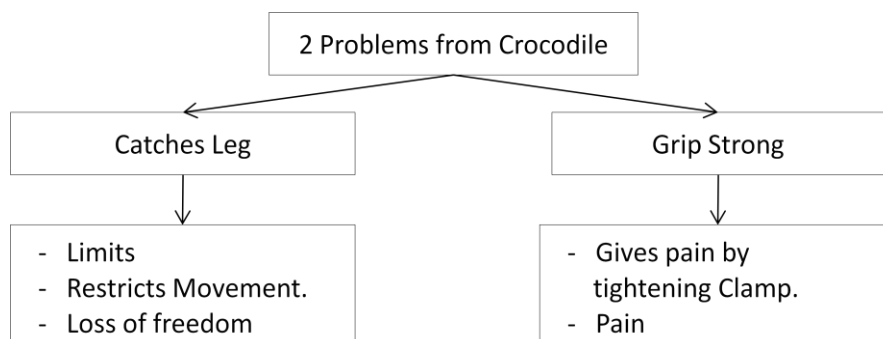 2 Problems from Crocodile
Catches Leg
Grip Strong
- Limits
- Restricts Movement.
- Loss of freedom
- Gives pain by
tightening Clamp.
- Pain